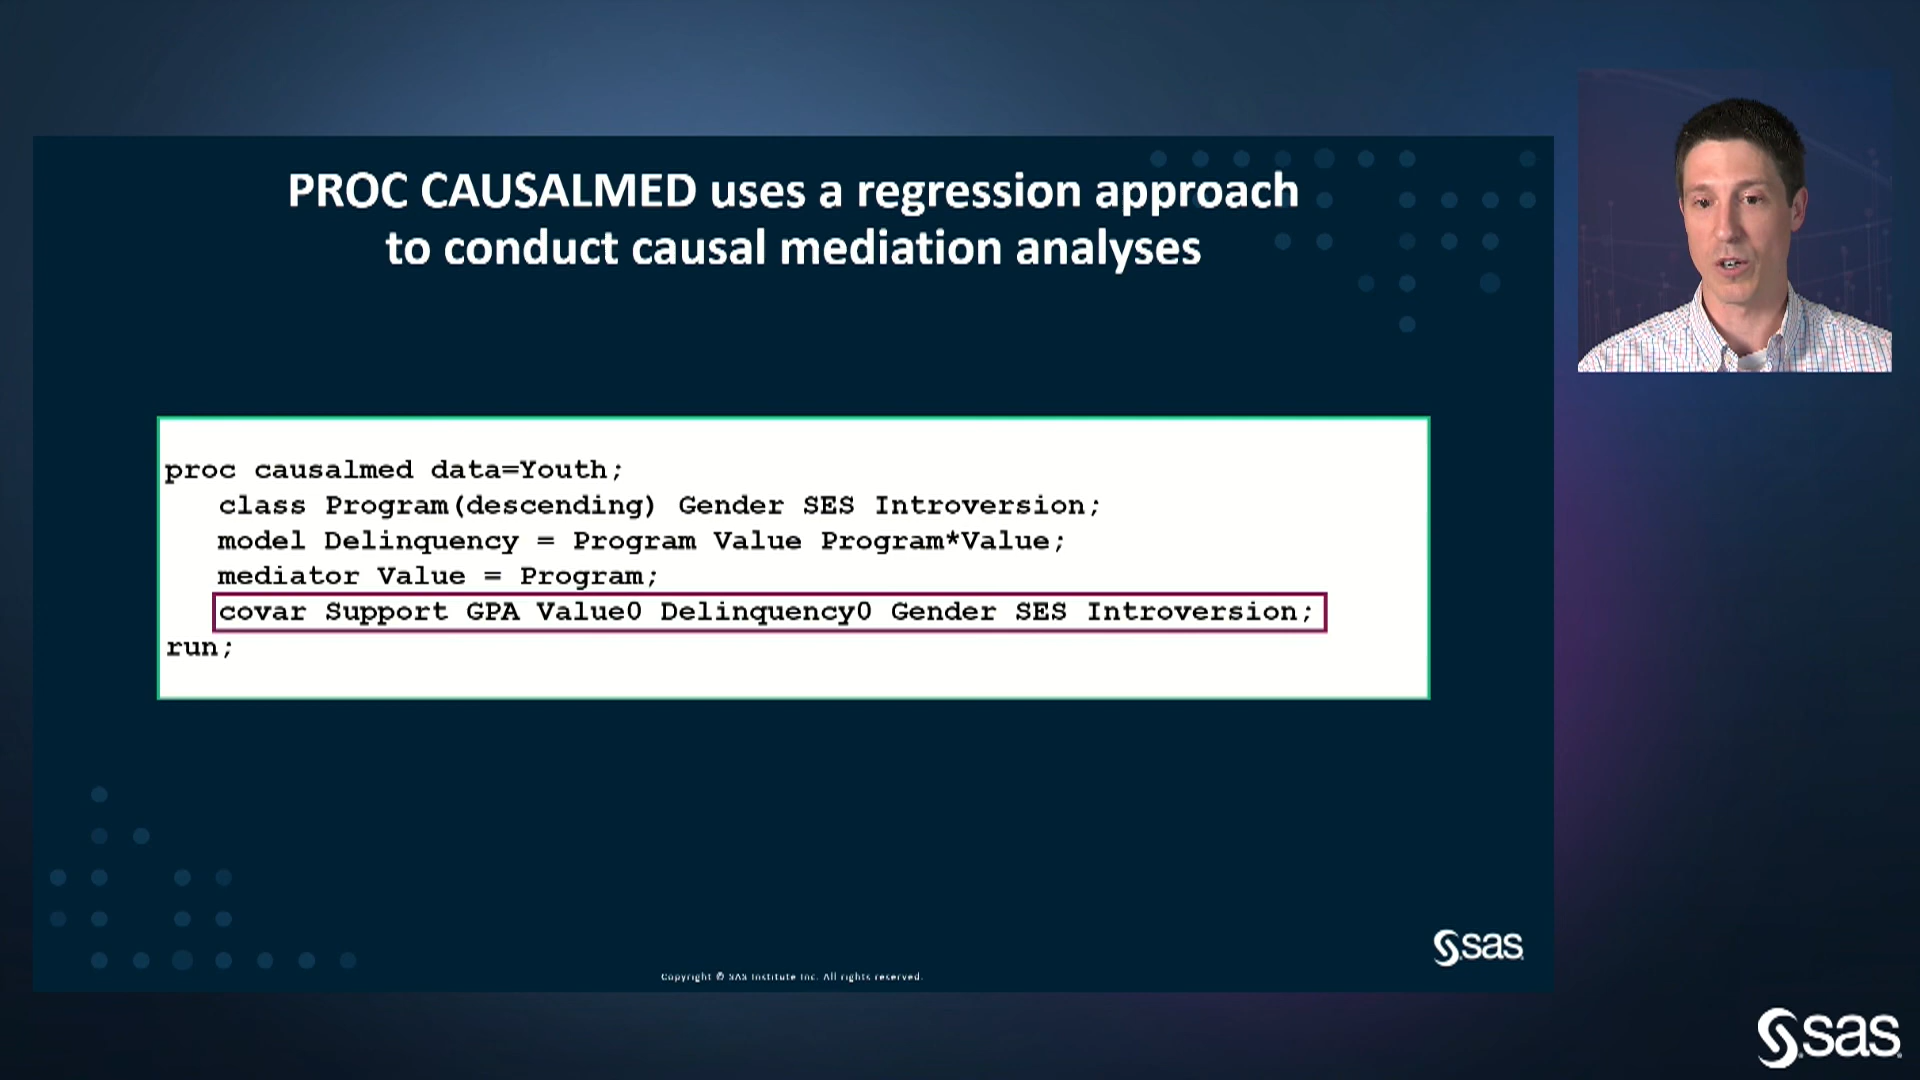 PROC CAUSALMED uses a regression approach
to conduct causal mediation analyses
proc causalmed data=Youth;
class Program(descending) Gender SES Introversion;
model Delinquency = Program Value Program*Value;
mediator Value = Program;
covar Support GPA Value0 Delinquency0 Gender SES Introversion;
run;
sas
Copyright © SAS Institute Inc. All rights reserved.
sas